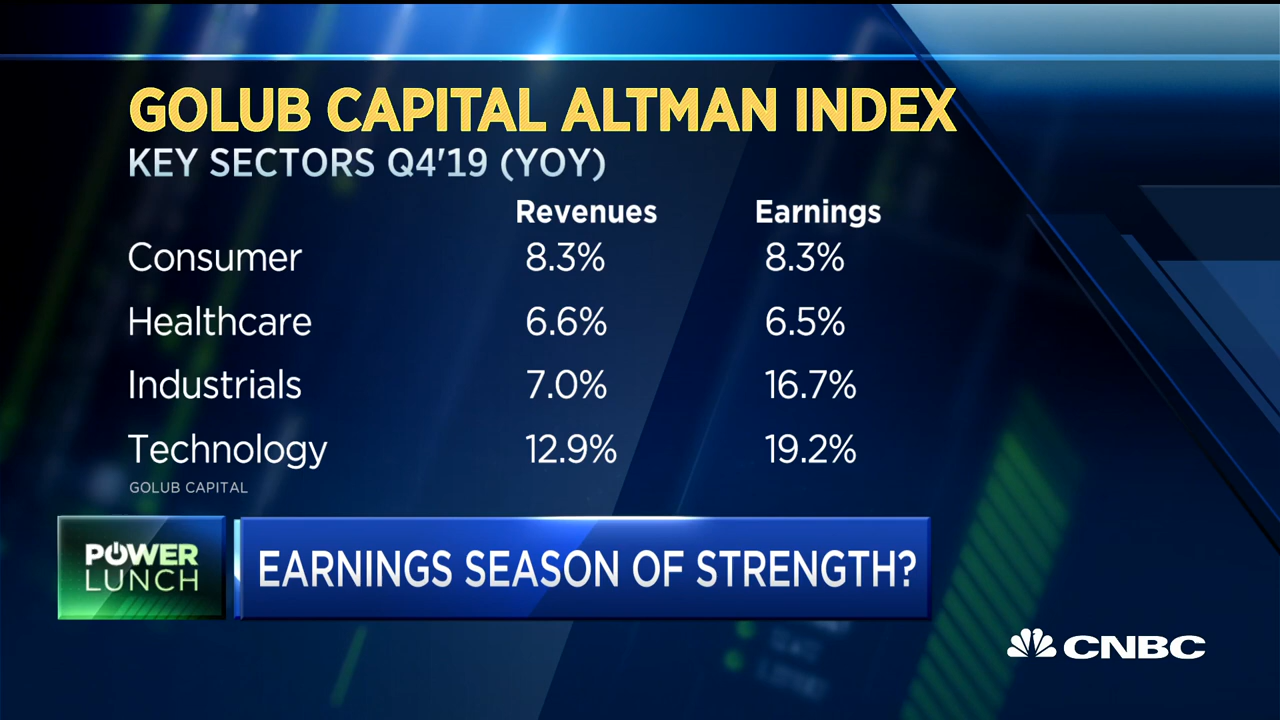 GOLUB CAPITAL ALTMAN INDEX
KEY SECTORS Q4'19 (YOY)
Revenues Earnings
Consumer 8.3% 8.3%
Healthcare 6.6% 6.5%
Industrials 7.0% 16.7%
Technology 12.9% 19.2%
GOLUB CAPITAL
POWER
LUNCH
EARNINGS SEASON OF STRENGTH?
CNBC